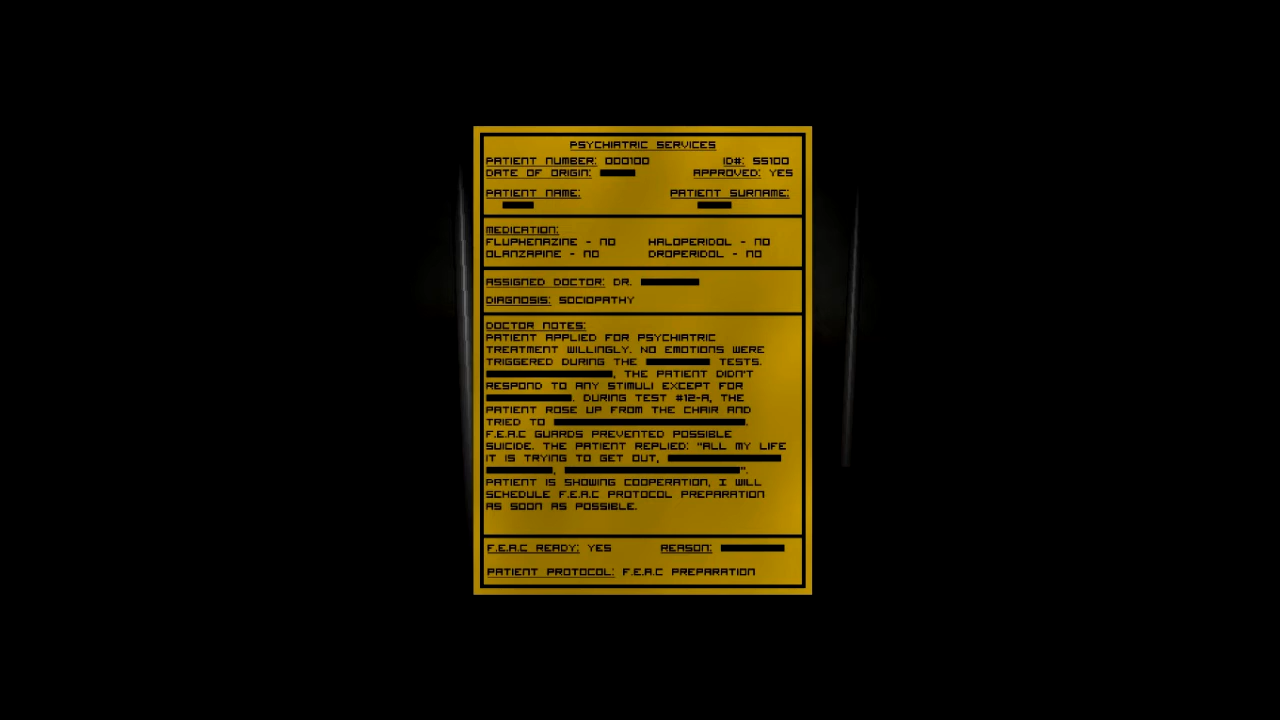 PSYCHIATRIC SERVICES
PATIENT NUMBER: 000100 ID#: SS100
DATE OF ORIGIN: APPROVED: YES
PATIENT NAME: PATIENT SURNAME:
MEDICATION:
FLUPHENAZINE - NO HALOPERIDOL - NO
OLANZAPINE - NO DROPERIDOL - NO
ASSIGNED DOCTOR: DR.
DIAGNOSIS: SOCIOPATHY
DOCTOR NOTES:
PATIENT APPLIED FOR PSYCHIATRIC
TREATMENT WILLINGLY. NO EMOTIONS WERE
TRIGGERED DURING THE TESTS.
, THE PATIENT DIDN'T
RESPOND TO ANY STIMULI EXCEPT FOR
. DURING TEST #12-A, THE
PATIENT ROSE UP FROM THE CHAIR AND
TRIED TO .
F.E.A.C GUARDS PREVENTED POSSIBLE
SUICIDE. THE PATIENT REPLIED: "ALL MY LIFE
IT IS TRYING TO GET OUT,
, ".
PATIENT IS SHOWING COOPERATION, I WILL
SCHEDULE F.E.A.C PROTOCOL PREPARATION
AS SOON AS POSSIBLE.
F.E.A.C READY: YES REASON:
PATIENT PROTOCOL: F.E.A.C PREPARATION